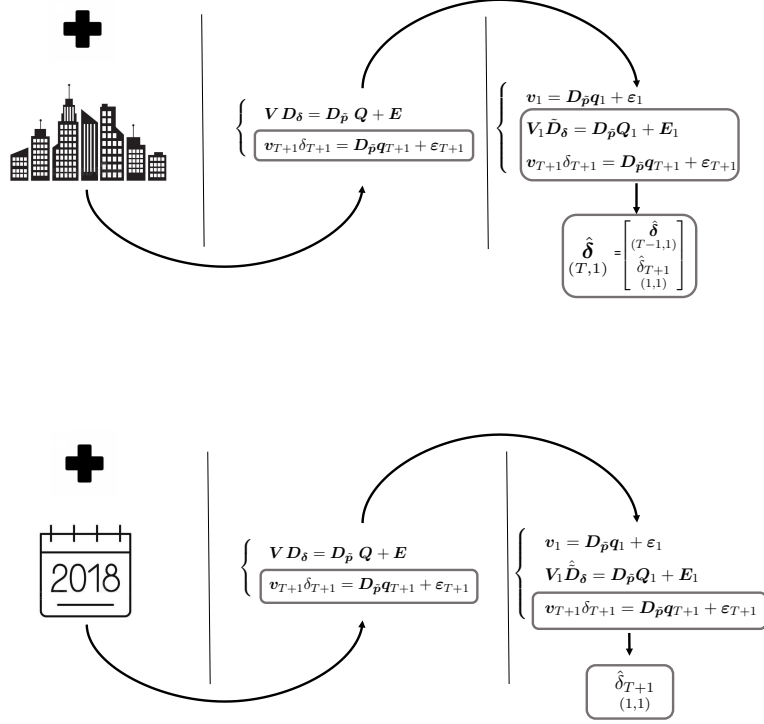 V D_δ = D_p̃ Q + E
v_{T+1}δ_{T+1} = D_p̃ q_{T+1} + ε_{T+1}
v_1 = D_p̃ q_1 + ε_1
V_1 D̃_δ = D_p̃ Q_1 + E_1
v_{T+1}δ_{T+1} = D_p̃ q_{T+1} + ε_{T+1}
δ̂ (T,1) = [ δ̂ (T−1,1) δ̂_{T+1} (1,1) ]
2018
V D_δ = D_p̃ Q + E
v_{T+1}δ_{T+1} = D_p̃ q_{T+1} + ε_{T+1}
v_1 = D_p̃ q_1 + ε_1
V_1 D̃̂_δ = D_p̃ Q_1 + E_1
v_{T+1}δ_{T+1} = D_p̃ q_{T+1} + ε_{T+1}
δ̂_{T+1}
(1,1)